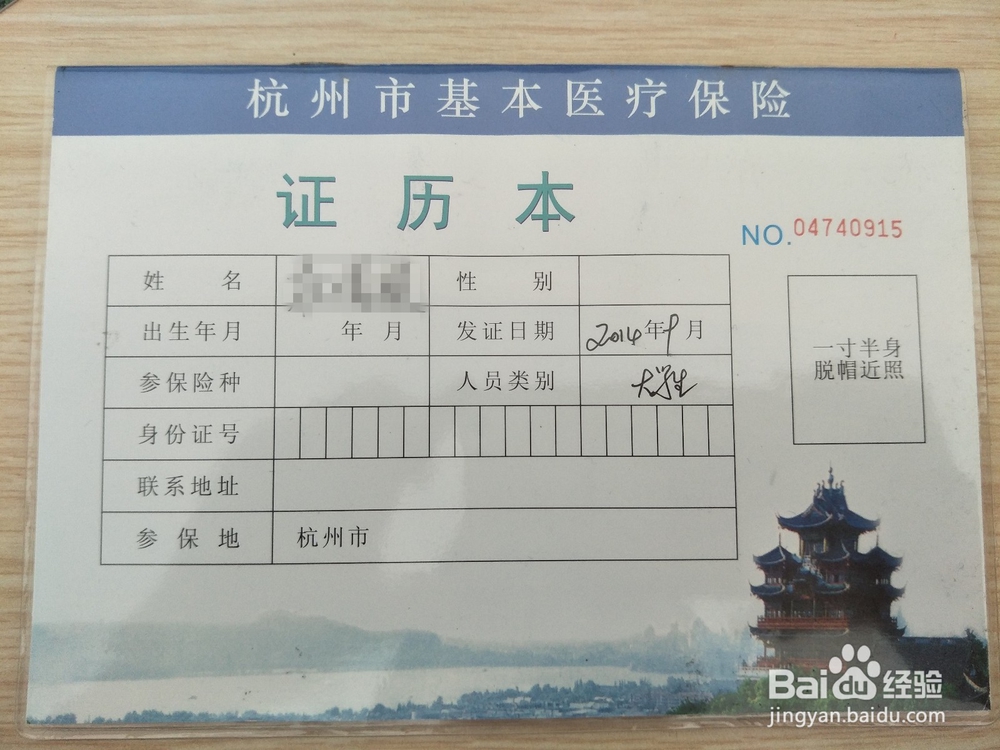 杭州市基本医疗保险
证历本
NO.04740915
姓名 性别
出生年月 年 月 发证日期 2014年9月
参保险种 人员类别 大学生
身份证号
联系地址
参保地 杭州市
一寸半身
脱帽近照
Baidu经验
jingyan.baidu.com